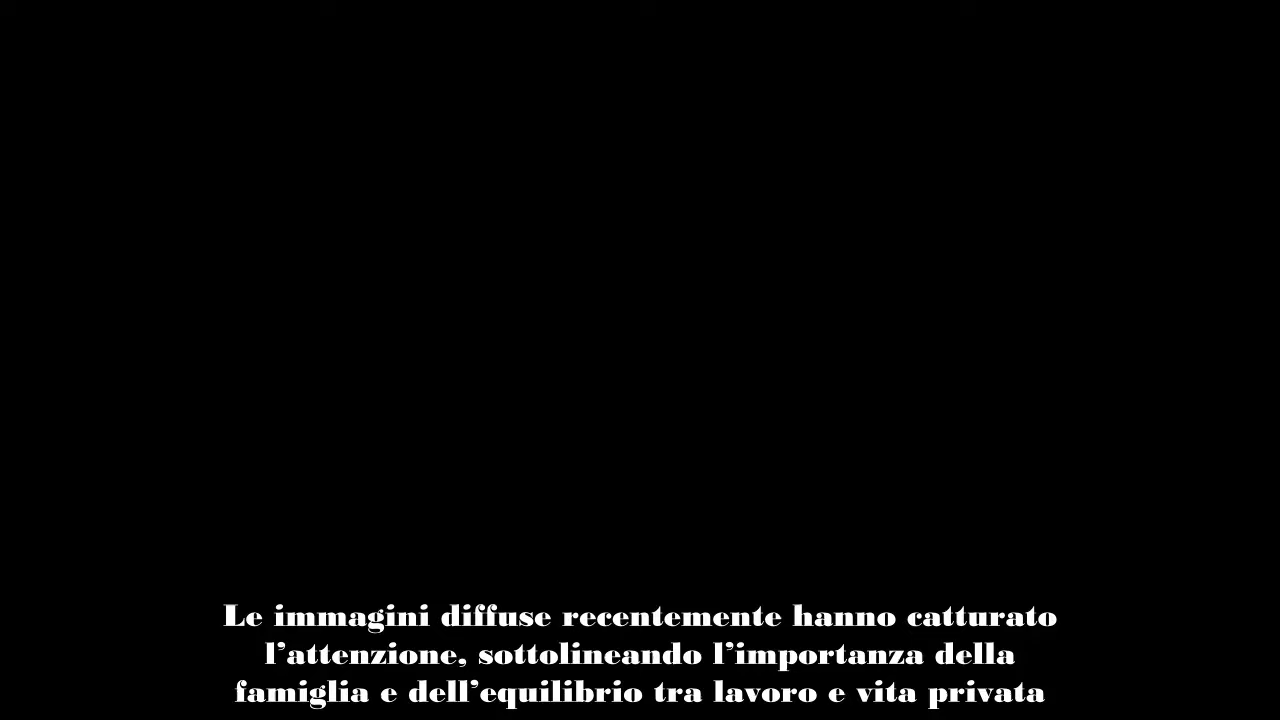 Le immagini diffuse recentemente hanno catturato
l’attenzione, sottolineando l’importanza della
famiglia e dell’equilibrio tra lavoro e vita privata